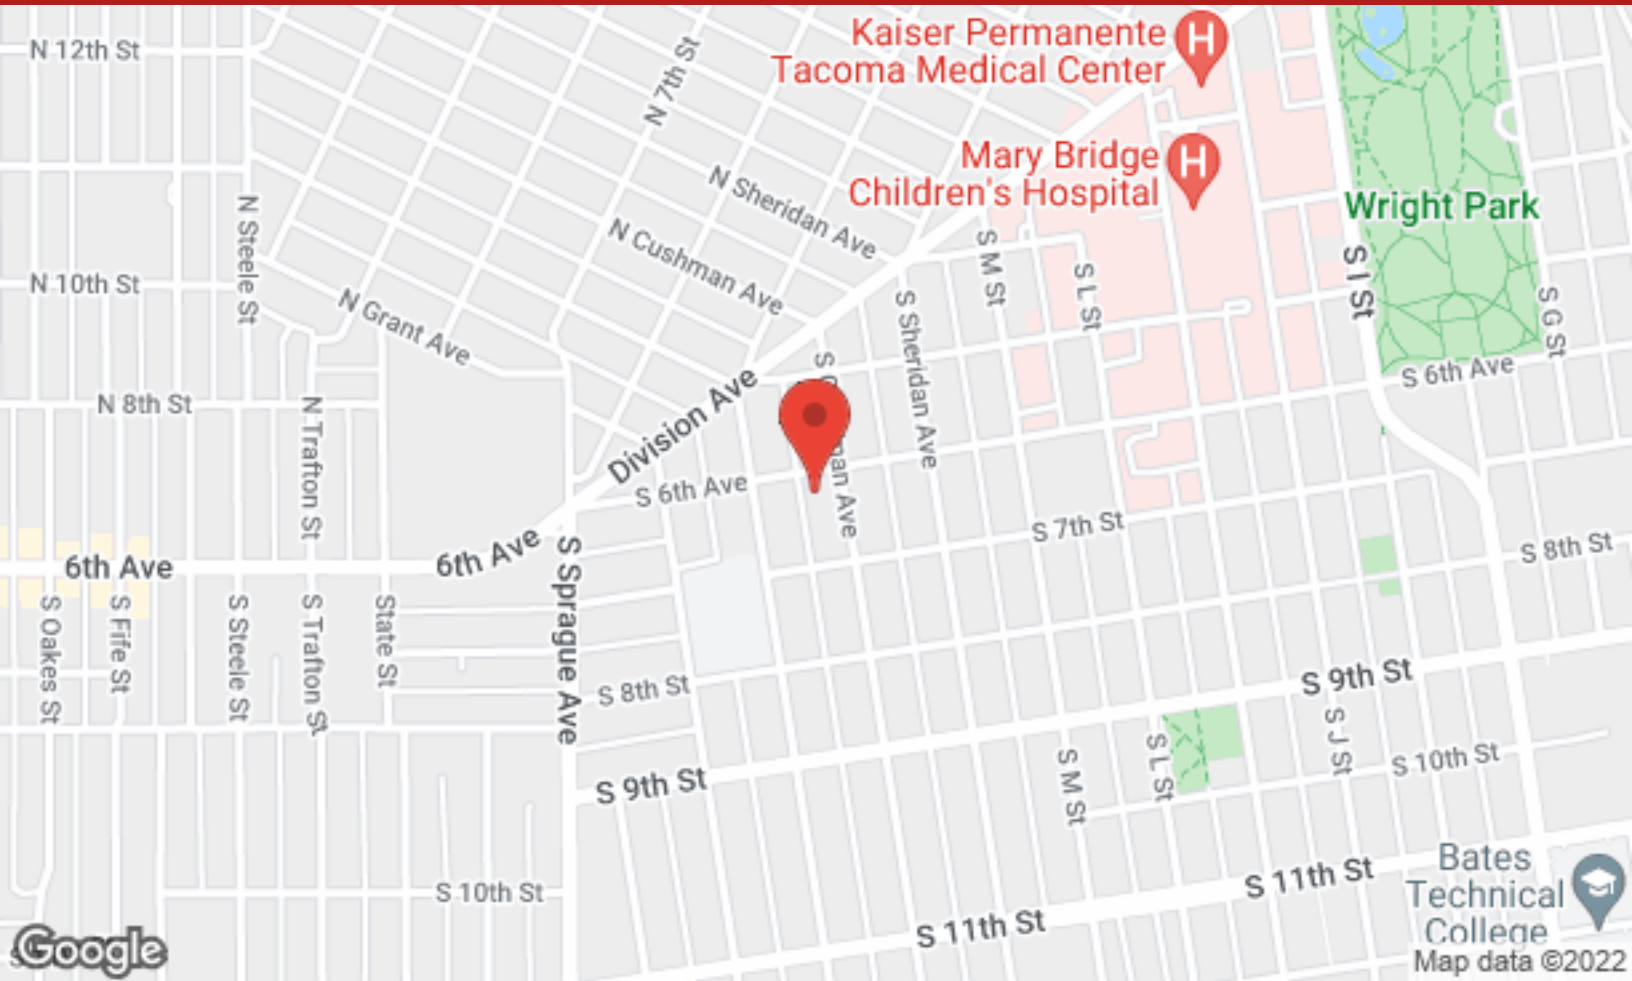 Kaiser Permanente
Tacoma Medical Center
N 12th St
N 7th St
Mary Bridge
Children's Hospital
N Sheridan Ave
Wright Park
N Steele St
N Cushman Ave
S M St
S L St
S I St
N 10th St
N Grant Ave
S Sheridan Ave
S G St
S 6th Ave
N 8th St
N Trafton St
Division Ave
S 6th Ave
S 7th St
6th Ave
6th Ave
S 8th St
S Sprague Ave
S Oakes St
S Fife St
S Steele St
S Trafton St
State St
S 8th St
S 9th St
S 9th St
S M St
S L St
S J St
S 10th St
S 10th St
S 11th St
S 11th St
Bates
Technical
College
Google
Map data ©2022